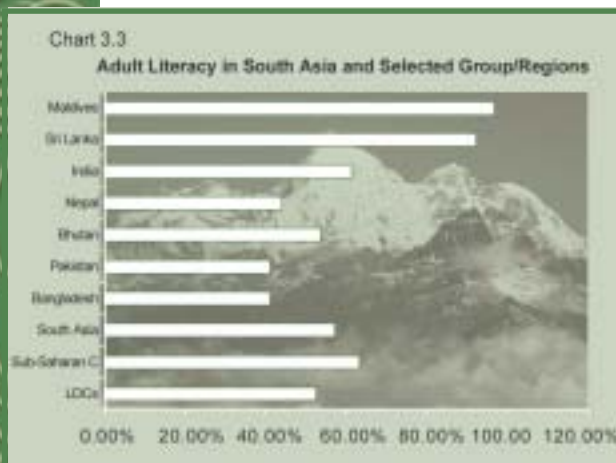 Chart 3.3
Adult Literacy in South Asia and Selected Group/Regions
Maldives
Sri Lanka
India
Nepal
Bhutan
Pakistan
Bangladesh
South Asia
Sub-Saharan C
LDCs
0.00% 20.00% 40.00% 60.00% 80.00% 100.00 120.00%